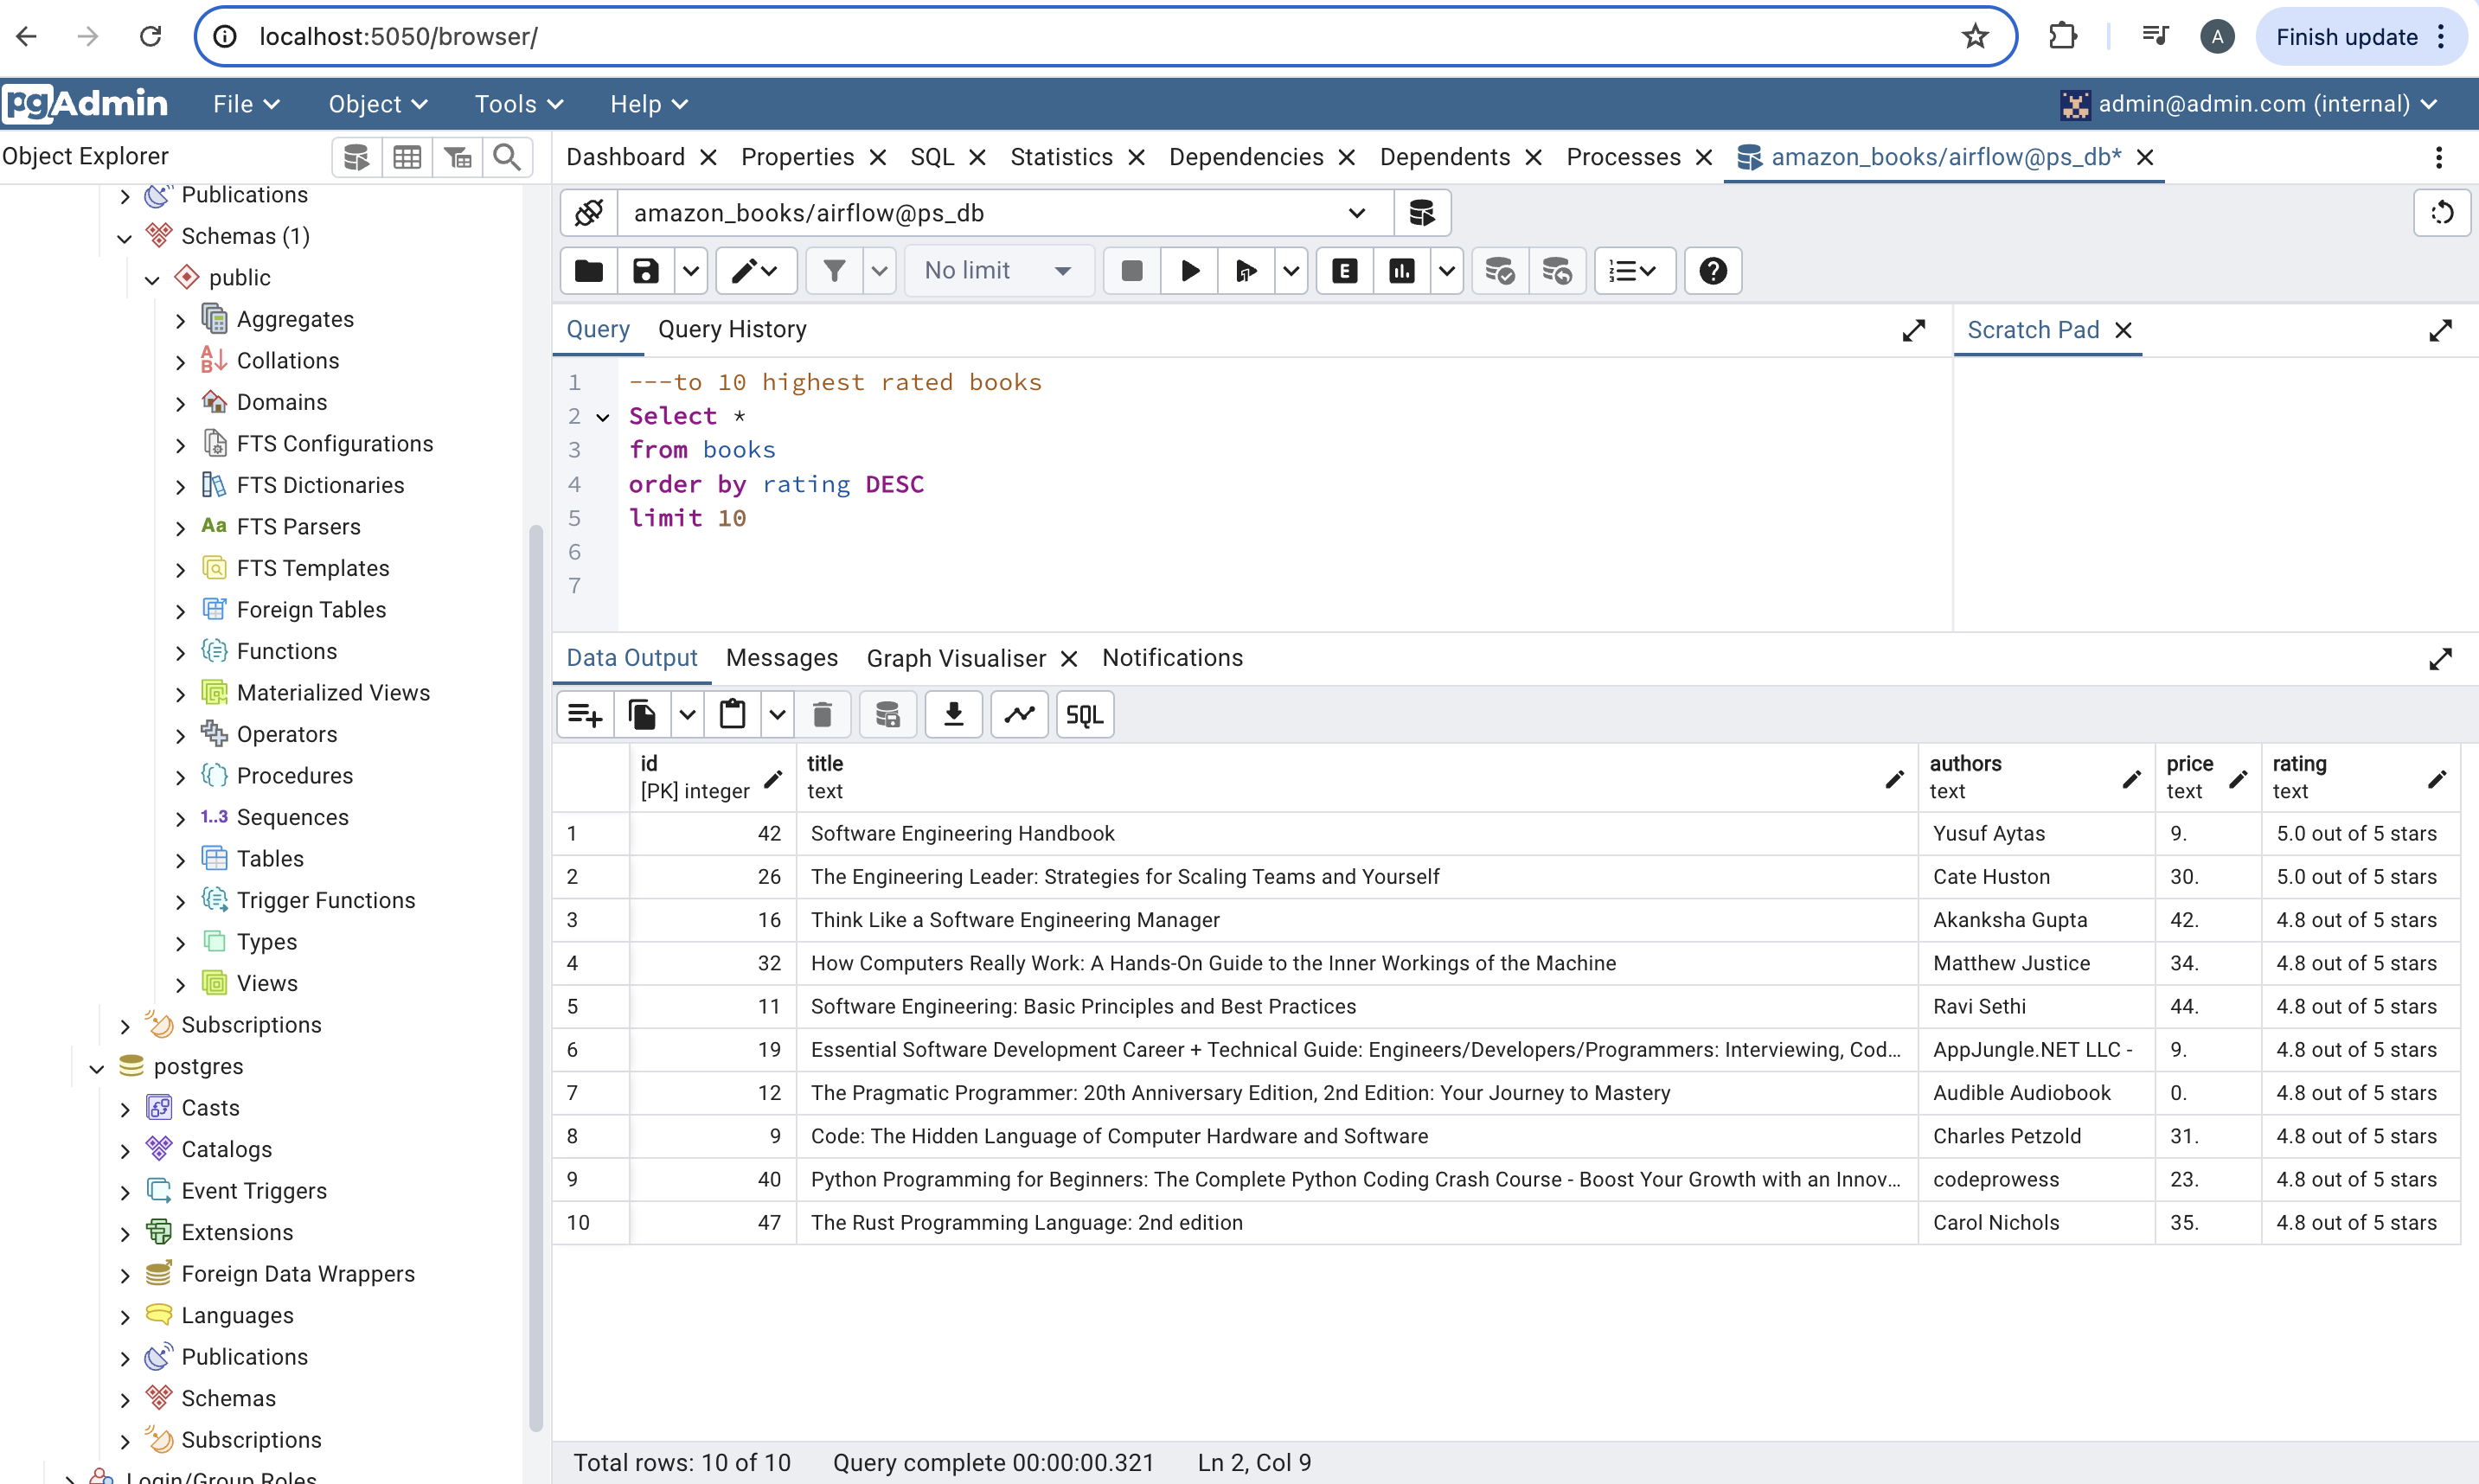 localhost:5050/browser/
A
Finish update
pgAdmin
File
Object
Tools
Help
admin@admin.com (internal)
Object Explorer
Dashboard
Properties
SQL
Statistics
Dependencies
Dependents
Processes
amazon_books/airflow@ps_db*
Publications
Schemas (1)
public
Aggregates
Collations
Domains
FTS Configurations
FTS Dictionaries
Aa FTS Parsers
FTS Templates
Foreign Tables
Functions
Materialized Views
Operators
Procedures
1..3 Sequences
Tables
Trigger Functions
Types
Views
Subscriptions
postgres
Casts
Catalogs
Event Triggers
Extensions
Foreign Data Wrappers
Languages
Publications
Schemas
Subscriptions
Login/Group Roles
amazon_books/airflow@ps_db
No limit
E
Query
Query History
Scratch Pad
1 ---to 10 highest rated books
2 Select *
3 from books
4 order by rating DESC
5 limit 10
6
7
Data Output
Messages
Graph Visualiser
Notifications
SQL
id [PK] integer
title text
authors text
price text
rating text
1 42 Software Engineering Handbook Yusuf Aytas 9. 5.0 out of 5 stars
2 26 The Engineering Leader: Strategies for Scaling Teams and Yourself Cate Huston 30. 5.0 out of 5 stars
3 16 Think Like a Software Engineering Manager Akanksha Gupta 42. 4.8 out of 5 stars
4 32 How Computers Really Work: A Hands-On Guide to the Inner Workings of the Machine Matthew Justice 34. 4.8 out of 5 stars
5 11 Software Engineering: Basic Principles and Best Practices Ravi Sethi 44. 4.8 out of 5 stars
6 19 Essential Software Development Career + Technical Guide: Engineers/Developers/Programmers: Interviewing, Cod... AppJungle.NET LLC - 9. 4.8 out of 5 stars
7 12 The Pragmatic Programmer: 20th Anniversary Edition, 2nd Edition: Your Journey to Mastery Audible Audiobook 0. 4.8 out of 5 stars
8 9 Code: The Hidden Language of Computer Hardware and Software Charles Petzold 31. 4.8 out of 5 stars
9 40 Python Programming for Beginners: The Complete Python Coding Crash Course - Boost Your Growth with an Innov... codeprowess 23. 4.8 out of 5 stars
10 47 The Rust Programming Language: 2nd edition Carol Nichols 35. 4.8 out of 5 stars
Total rows: 10 of 10
Query complete 00:00:00.321
Ln 2, Col 9